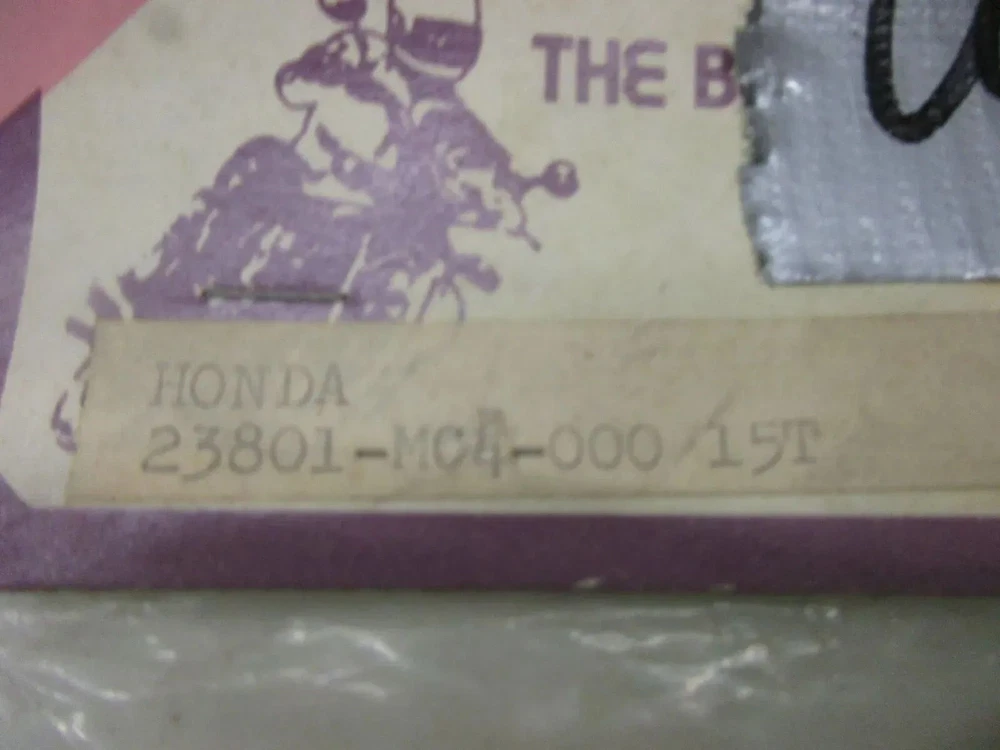 THE B
HONDA
23801-MC4-000/15T